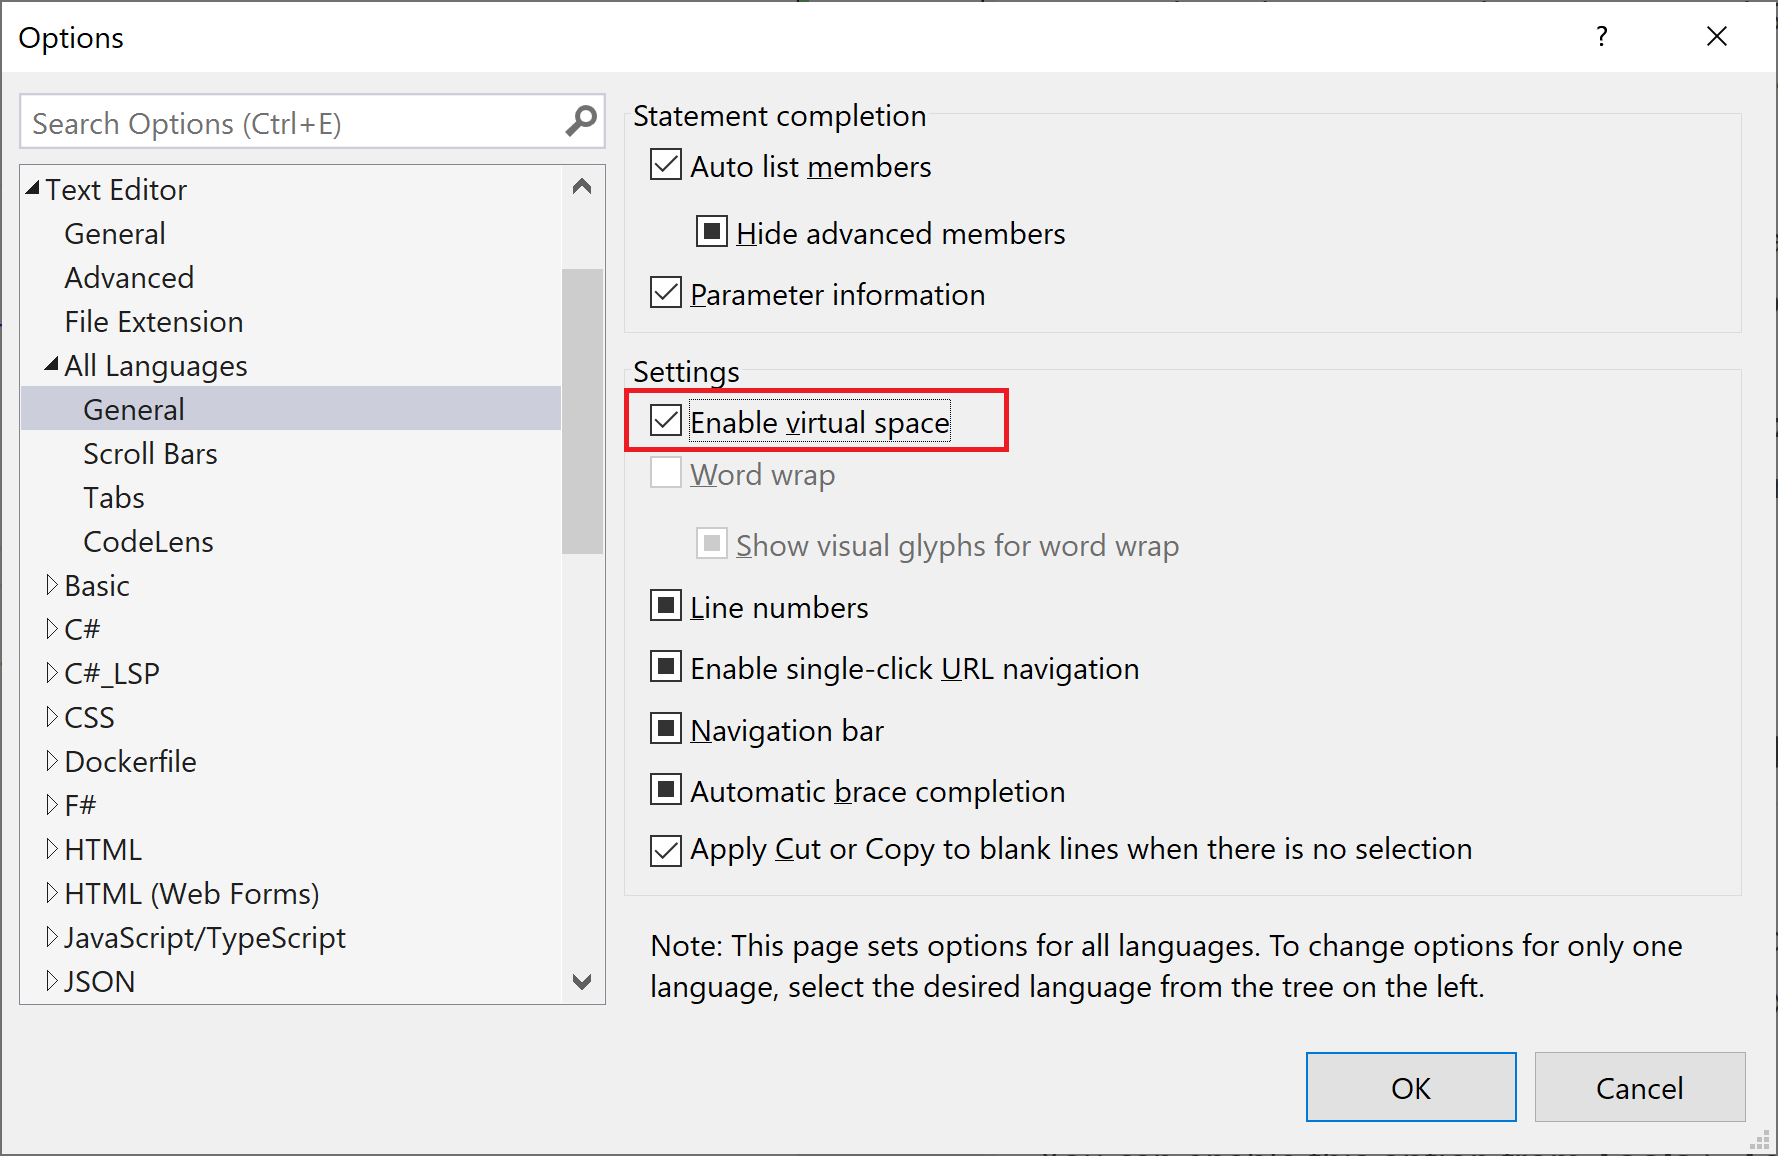 Options
?
Search Options (Ctrl+E)
Text Editor
General
Advanced
File Extension
All Languages
General
Scroll Bars
Tabs
CodeLens
Basic
C#
C#_LSP
CSS
Dockerfile
F#
HTML
HTML (Web Forms)
JavaScript/TypeScript
JSON
Statement completion
Auto list members
Hide advanced members
Parameter information
Settings
Enable virtual space
Word wrap
Show visual glyphs for word wrap
Line numbers
Enable single-click URL navigation
Navigation bar
Automatic brace completion
Apply Cut or Copy to blank lines when there is no selection
Note: This page sets options for all languages. To change options for only one
language, select the desired language from the tree on the left.
OK
Cancel